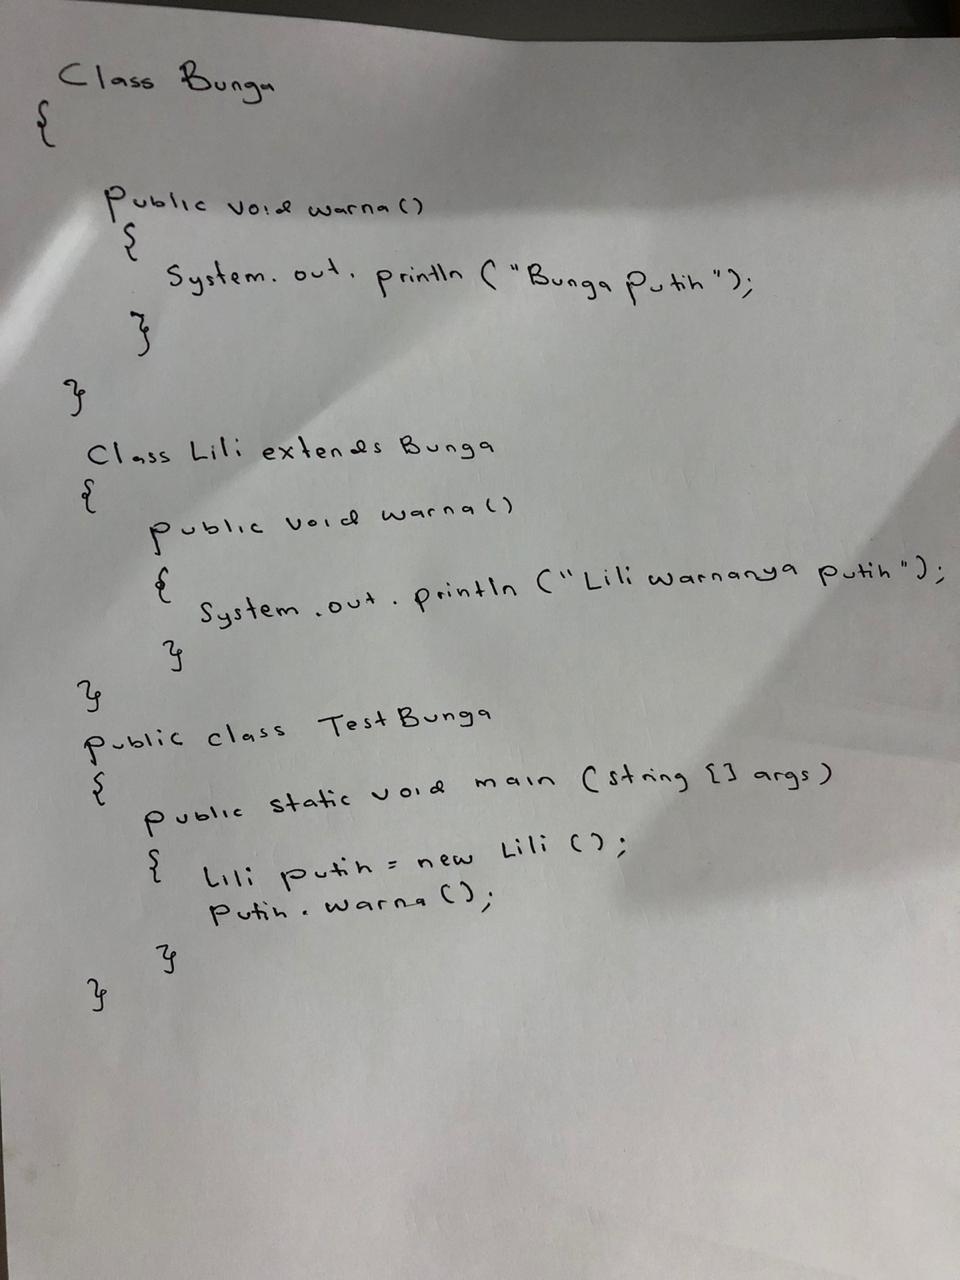 Class Bunga
{
public void warna()
{
System.out.println ("Bunga Putih");
}
}
Class Lili extends Bunga
{
public void warna()
{
System.out.println ("Lili warnanya putih");
}
}
public class TestBunga
{
public static void main (string [] args)
{ Lili putih = new Lili ();
Putih.warna();
}
}